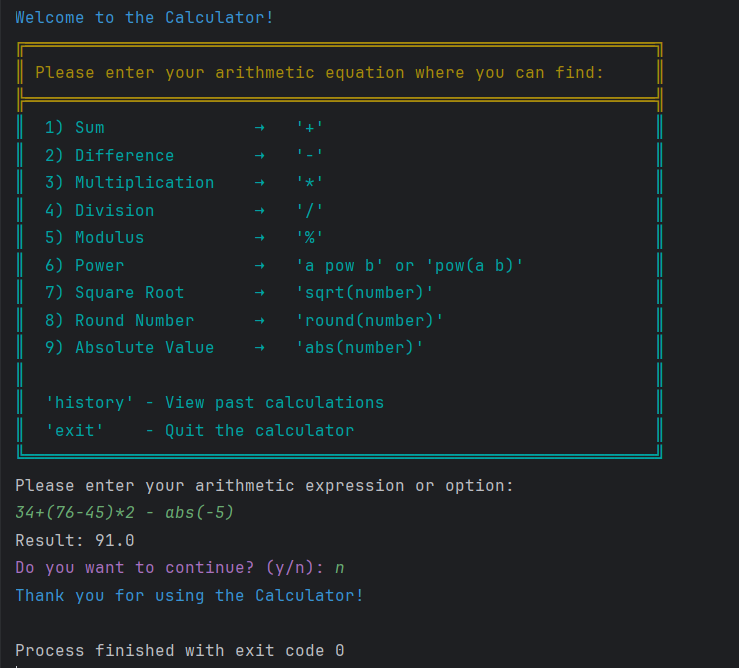 Welcome to the Calculator!
Please enter your arithmetic equation where you can find:
1) Sum → '+'
2) Difference → '-'
3) Multiplication → '*'
4) Division → '/'
5) Modulus → '%'
6) Power → 'a pow b' or 'pow(a b)'
7) Square Root → 'sqrt(number)'
8) Round Number → 'round(number)'
9) Absolute Value → 'abs(number)'
'history' - View past calculations
'exit' - Quit the calculator
Please enter your arithmetic expression or option:
34+(76-45)*2 - abs(-5)
Result: 91.0
Do you want to continue? (y/n): n
Thank you for using the Calculator!
Process finished with exit code 0